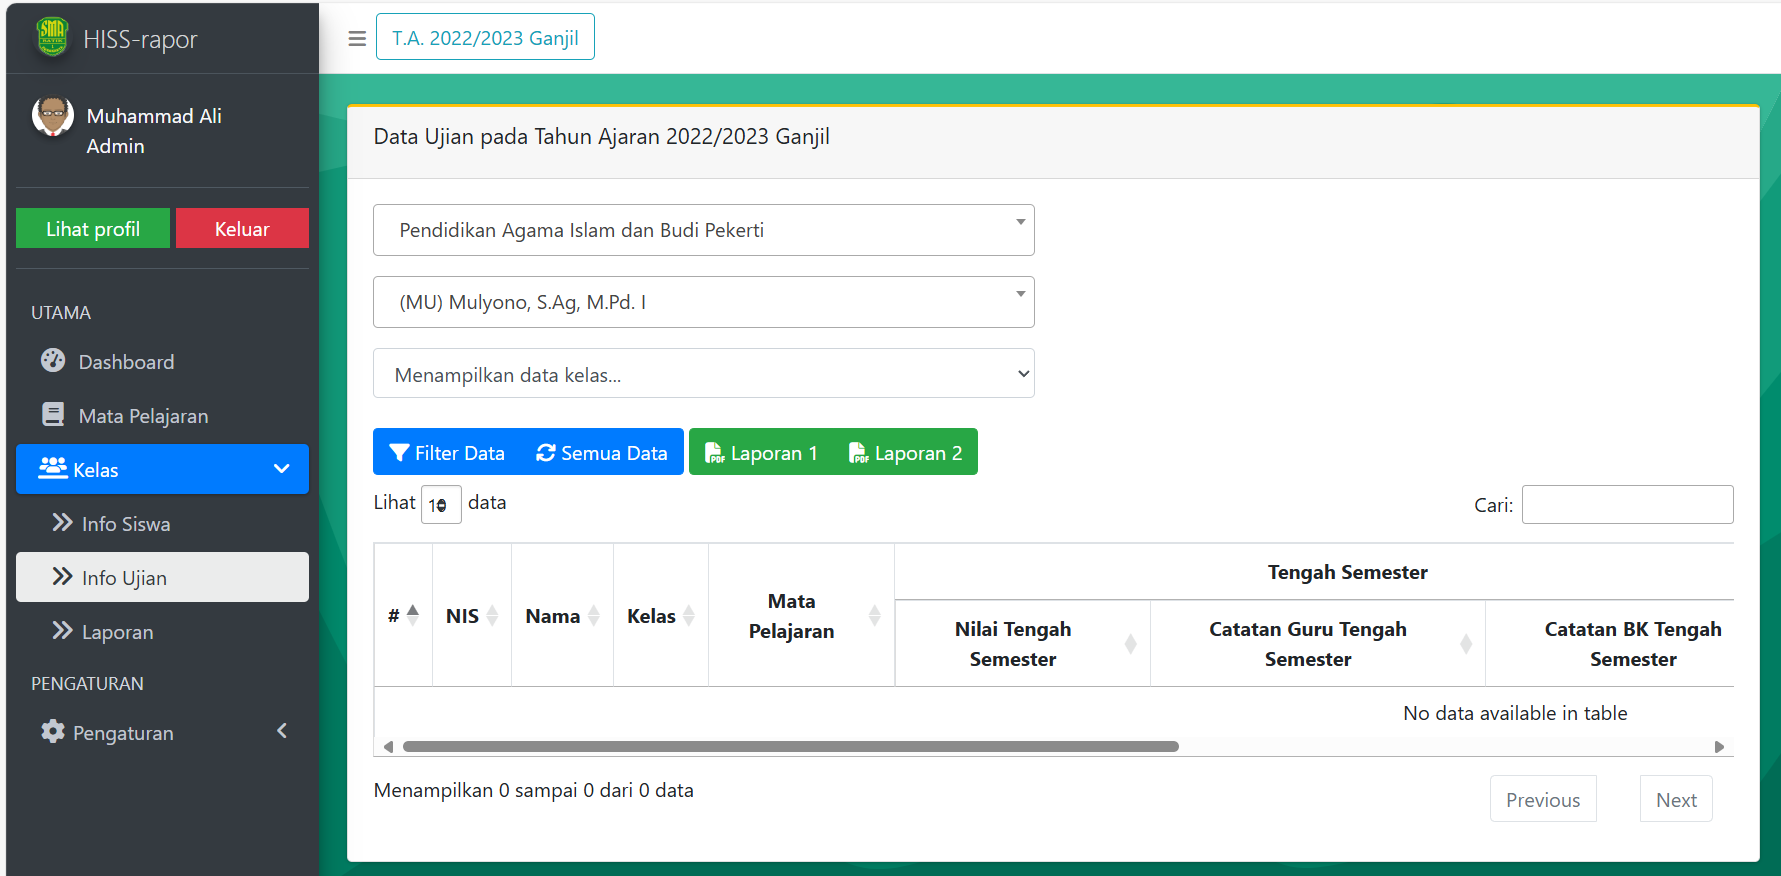 SMA
BATIK
HISS-rapor
Muhammad Ali
Admin
Lihat profil
Keluar
UTAMA
Dashboard
Mata Pelajaran
Kelas
Info Siswa
Info Ujian
Laporan
PENGATURAN
Pengaturan
T.A. 2022/2023 Ganjil
Data Ujian pada Tahun Ajaran 2022/2023 Ganjil
Pendidikan Agama Islam dan Budi Pekerti
(MU) Mulyono, S.Ag, M.Pd. I
Menampilkan data kelas...
Filter Data
Semua Data
PDF Laporan 1
PDF Laporan 2
Lihat 10 data
Cari:
#
NIS
Nama
Kelas
Mata
Pelajaran
Tengah Semester
Nilai Tengah
Semester
Catatan Guru Tengah
Semester
Catatan BK Tengah
Semester
No data available in table
Menampilkan 0 sampai 0 dari 0 data
Previous
Next